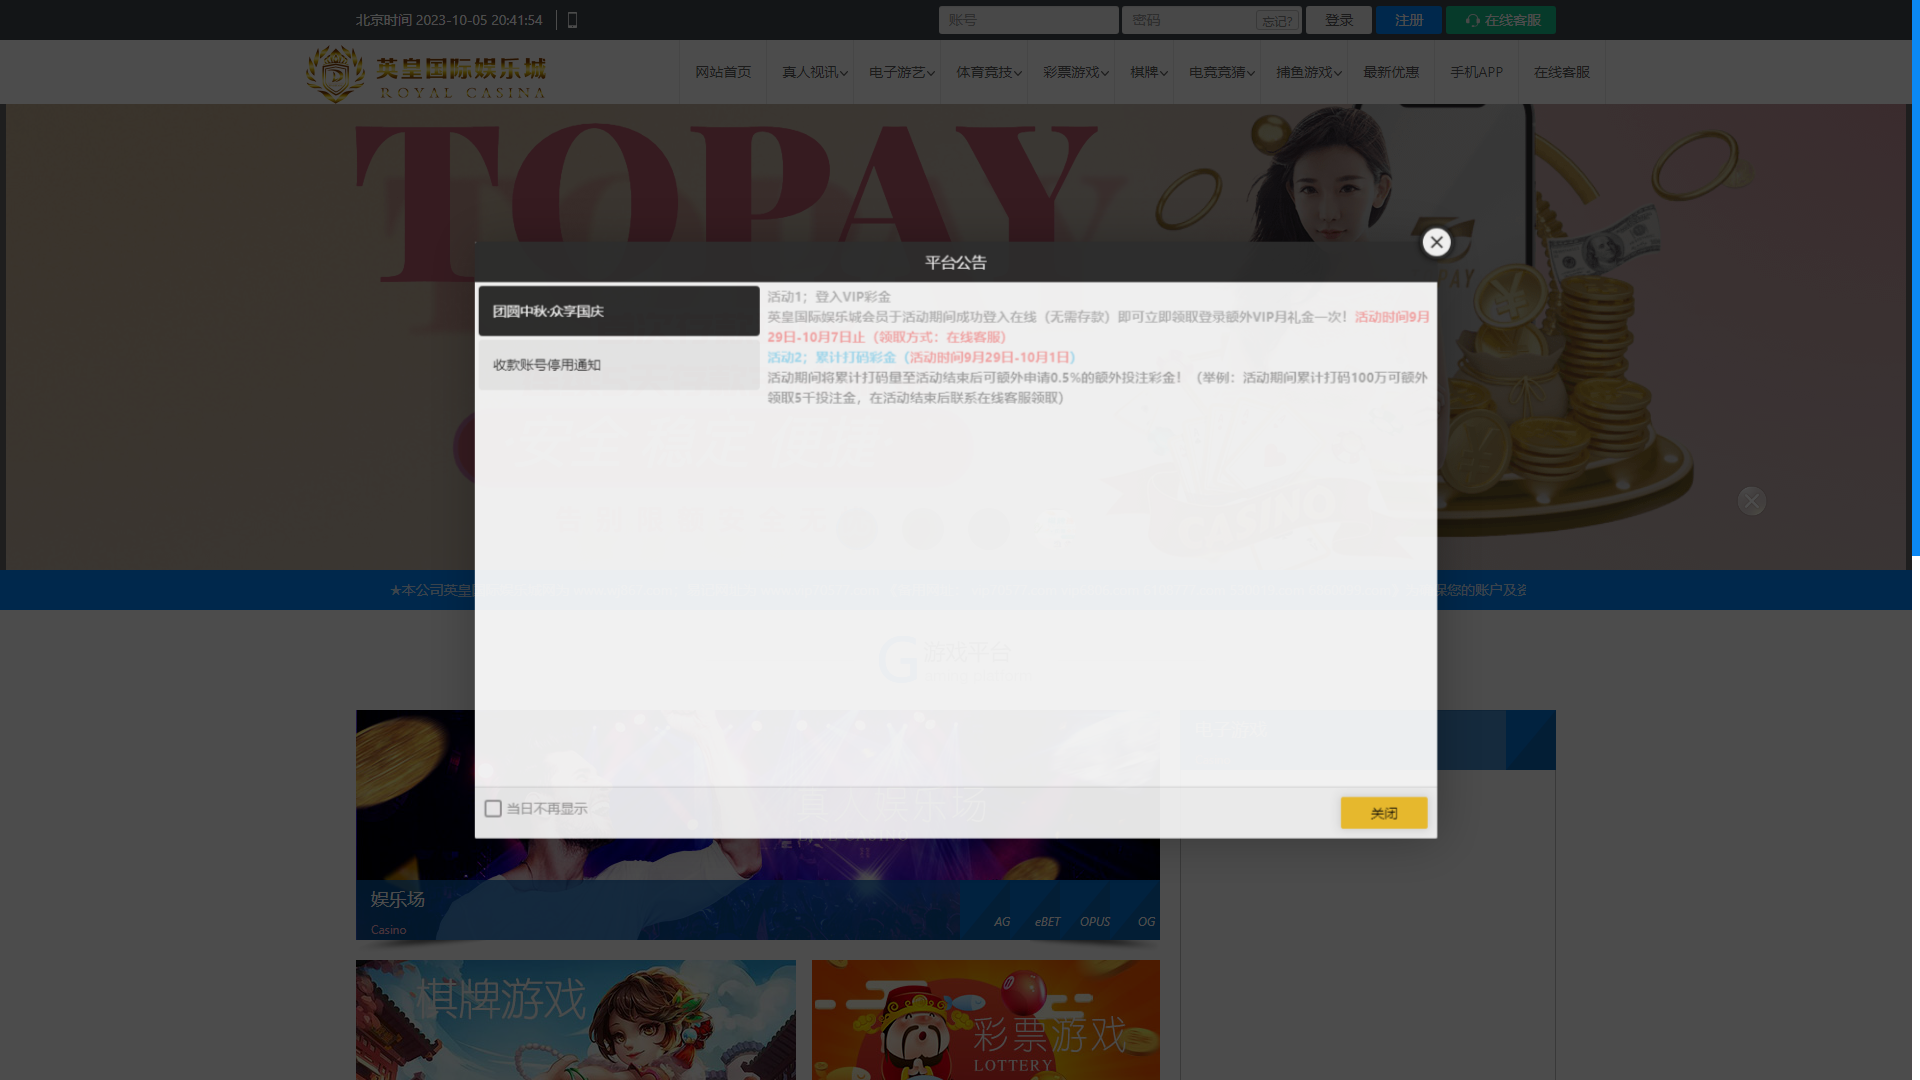 北京时间 2023-10-05 20:41:54
账号
密码
忘记?
登录
注册
在线客服
英皇国际娱乐城
ROYAL CASINA
网站首页
真人视讯
电子游艺
体育竞技
彩票游戏
棋牌
电竞竞猜
捕鱼游戏
最新优惠
手机APP
在线客服
TOPAY
平台公告
团圆中秋·众享国庆
收款账号停用通知
活动1；登入VIP彩金
英皇国际娱乐城会员于活动期间成功登入在线（无需存款）即可立即领取登录额外VIP月礼金一次！活动时间9月
29日-10月7日止（领取方式：在线客服）
活动2；累计打码彩金（活动时间9月29日-10月1日）
活动期间将累计打码量至活动结束后可额外申请0.5%的额外投注彩金！（举例：活动期间累计打码100万可额外
领取5千投注金，在活动结束后联系在线客服领取）
CASINO
★本公司英皇
保您的账户及资
G 游戏平台
真人娱乐场
当日不再显示
关闭
娱乐场
Casino
AG
eBET
OPUS
OG
棋牌游戏
彩票游戏
LOTTERY